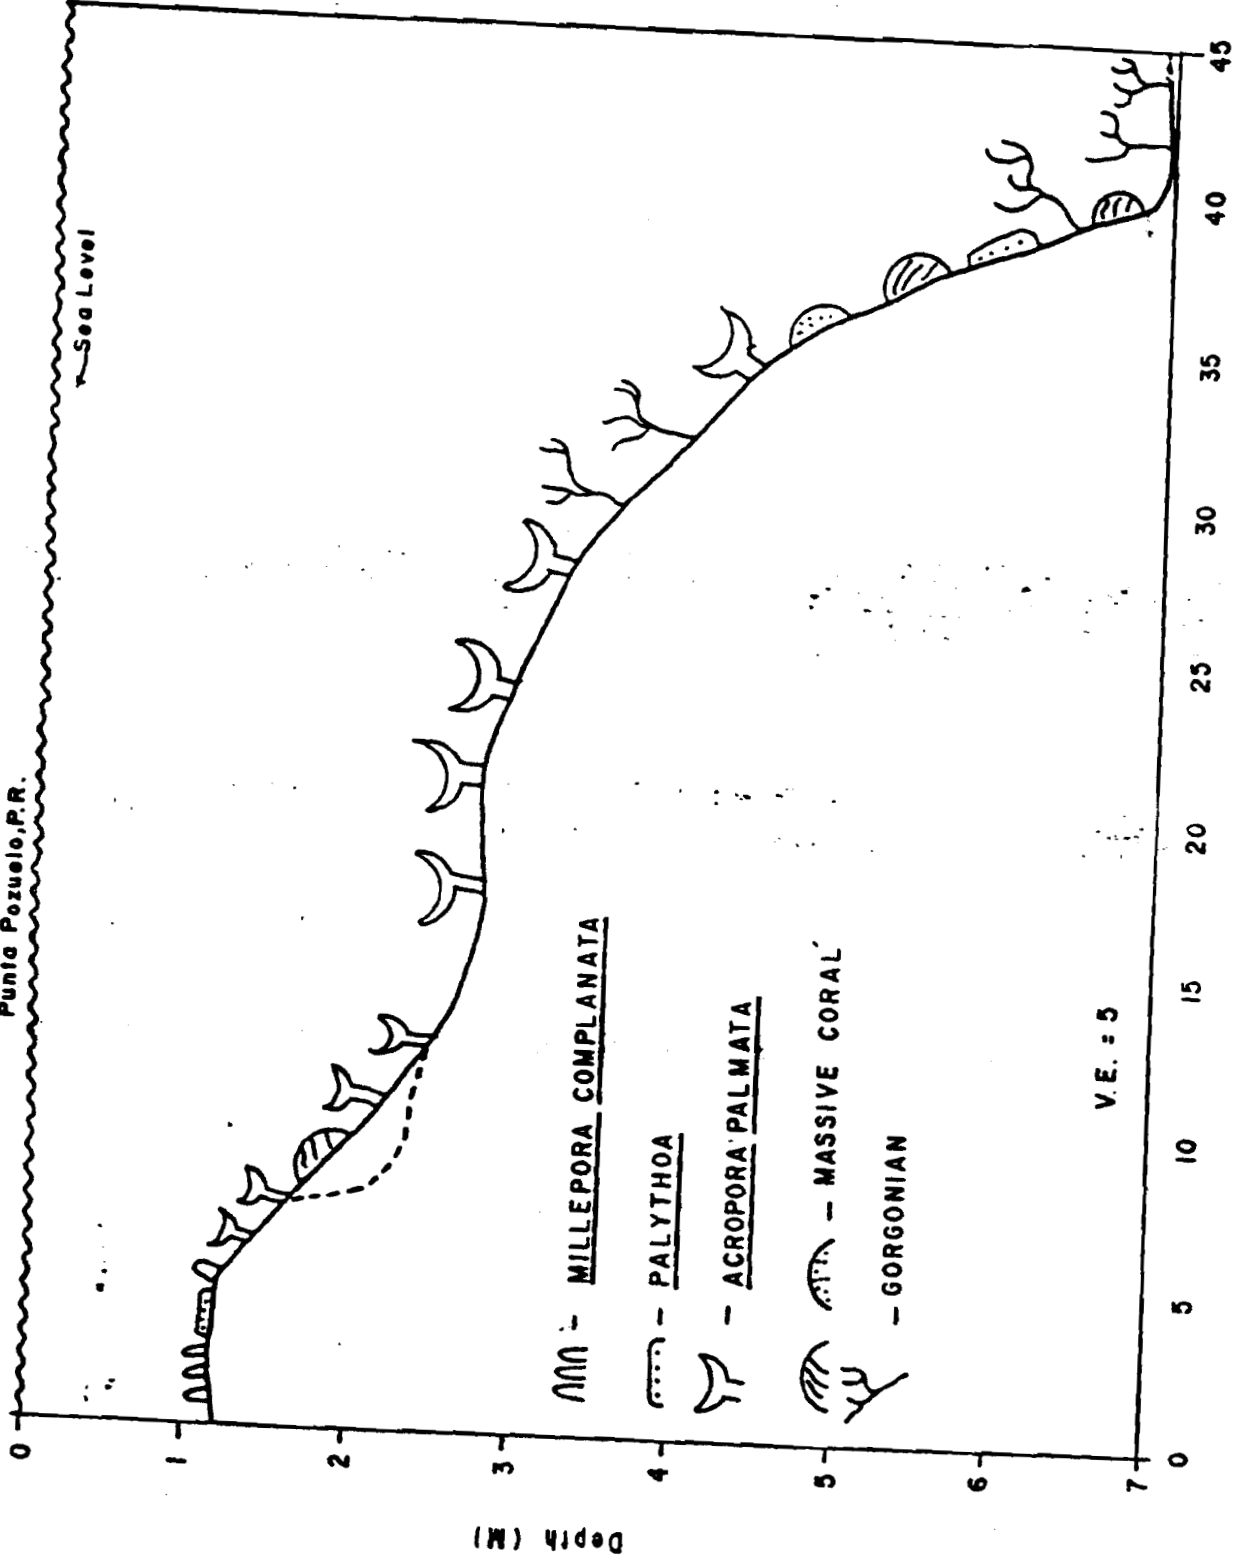 Punta Pozuelo, P.R.
Sea Level
0
1
2
3
4
5
6
7
Depth (M)
MILLEPORA COMPLANATA
– PALYTHOA
– ACROPORA PALMATA
– MASSIVE CORAL
– GORGONIAN
V.E. = 5
0
5
10
15
20
25
30
35
40
45